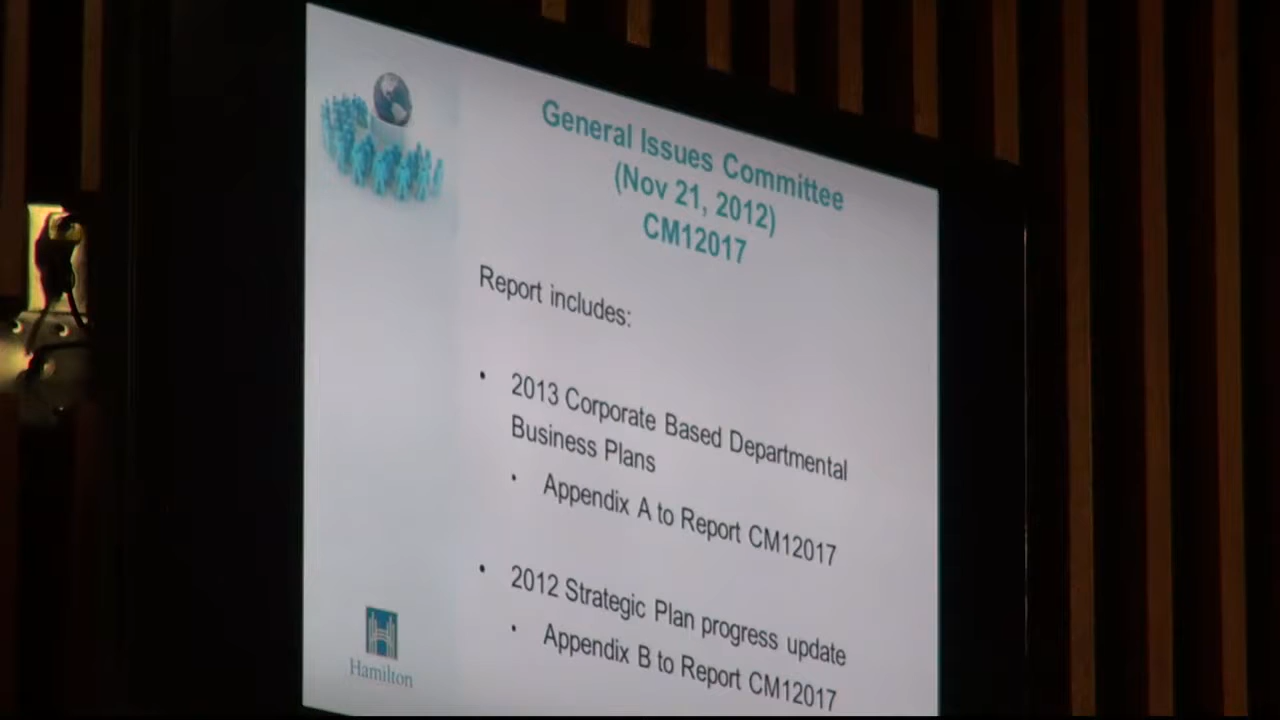 General Issues Committee
(Nov 21, 2012)
CM12017
Report includes:
• 2013 Corporate Based Departmental
Business Plans
• Appendix A to Report CM12017
• 2012 Strategic Plan progress update
• Appendix B to Report CM12017
Hamilton